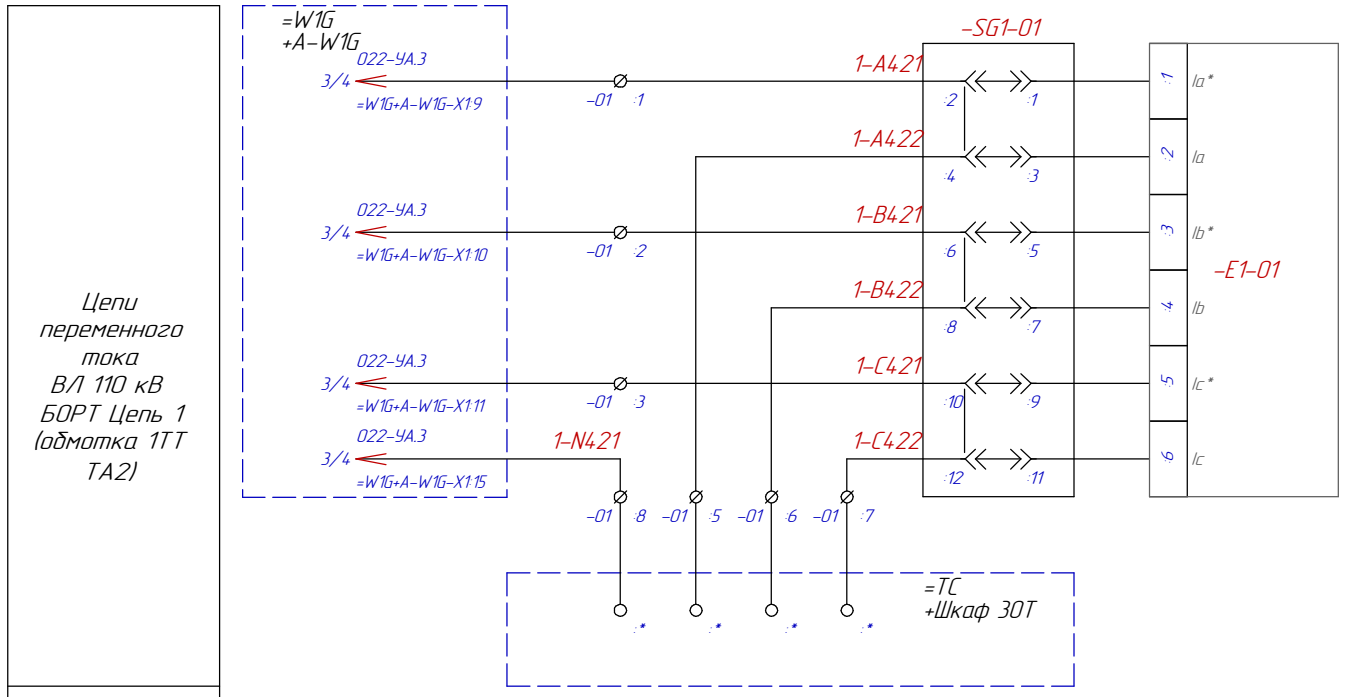 =W1G
+A-W1G
-SG1-01
022-УА.3
3/4
=W1G+A-W1G-X1:9
-01 :1
1-A421
:2 :1
:1 Ia*
1-A422
:4 :3
:2 Ia
022-УА.3
3/4
=W1G+A-W1G-X1:10
-01 :2
1-B421
:6 :5
:3 Ib*
-E1-01
1-B422
:8 :7
:4 Ib
Цепи
переменного
тока
ВЛ 110 кВ
БОРТ Цепь 1
(обмотка 1ТТ
ТА2)
022-УА.3
3/4
=W1G+A-W1G-X1:11
-01 :3
1-C421
:10 :9
:5 Ic*
022-УА.3
3/4
=W1G+A-W1G-X1:15
1-N421
1-C422
:12 :11
:6 Ic
-01 :8 -01 :5 -01 :6 -01 :7
=TC
+Шкаф ЗОТ
:* :* :* :*